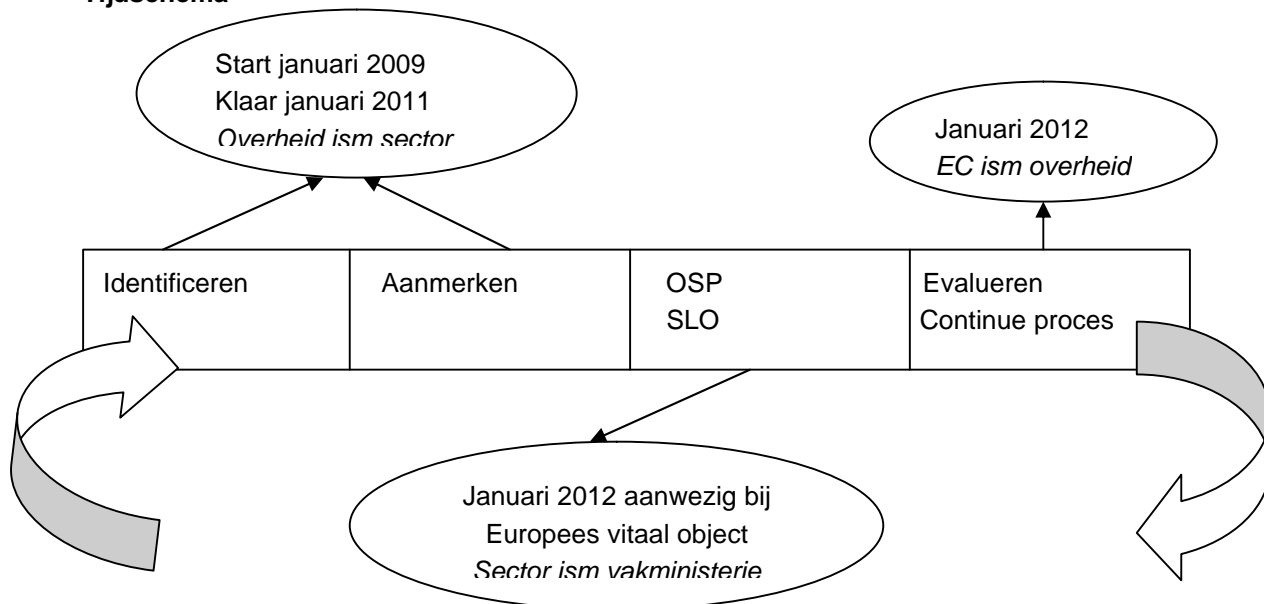 Tijdschema
Start januari 2009
Klaar januari 2011
Overheid ism sector
Januari 2012
EC ism overheid
Identificeren
Aanmerken
OSP
SLO
Evalueren
Continue proces
Januari 2012 aanwezig bij
Europees vitaal object
Sector ism vakministerie